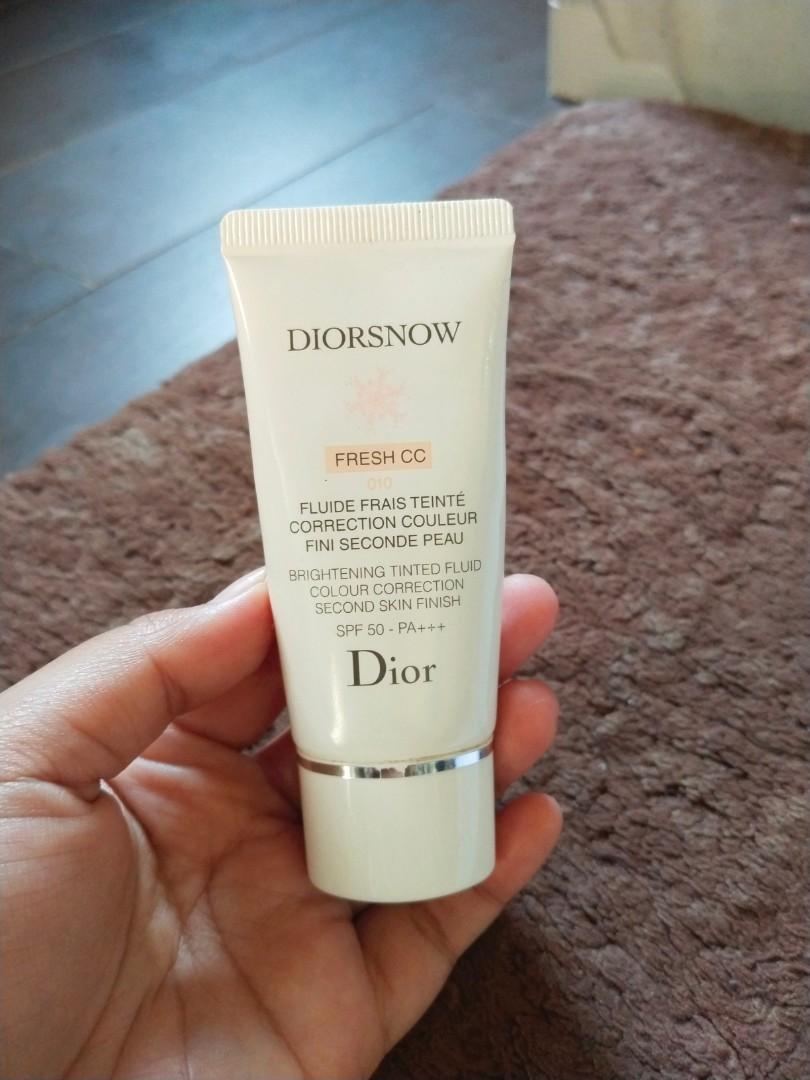 DIORSNOW
FRESH CC
010
FLUIDE FRAIS TEINTÉ
CORRECTION COULEUR
FINI SECONDE PEAU
BRIGHTENING TINTED FLUID
COLOUR CORRECTION
SECOND SKIN FINISH
SPF 50 - PA+++
Dior